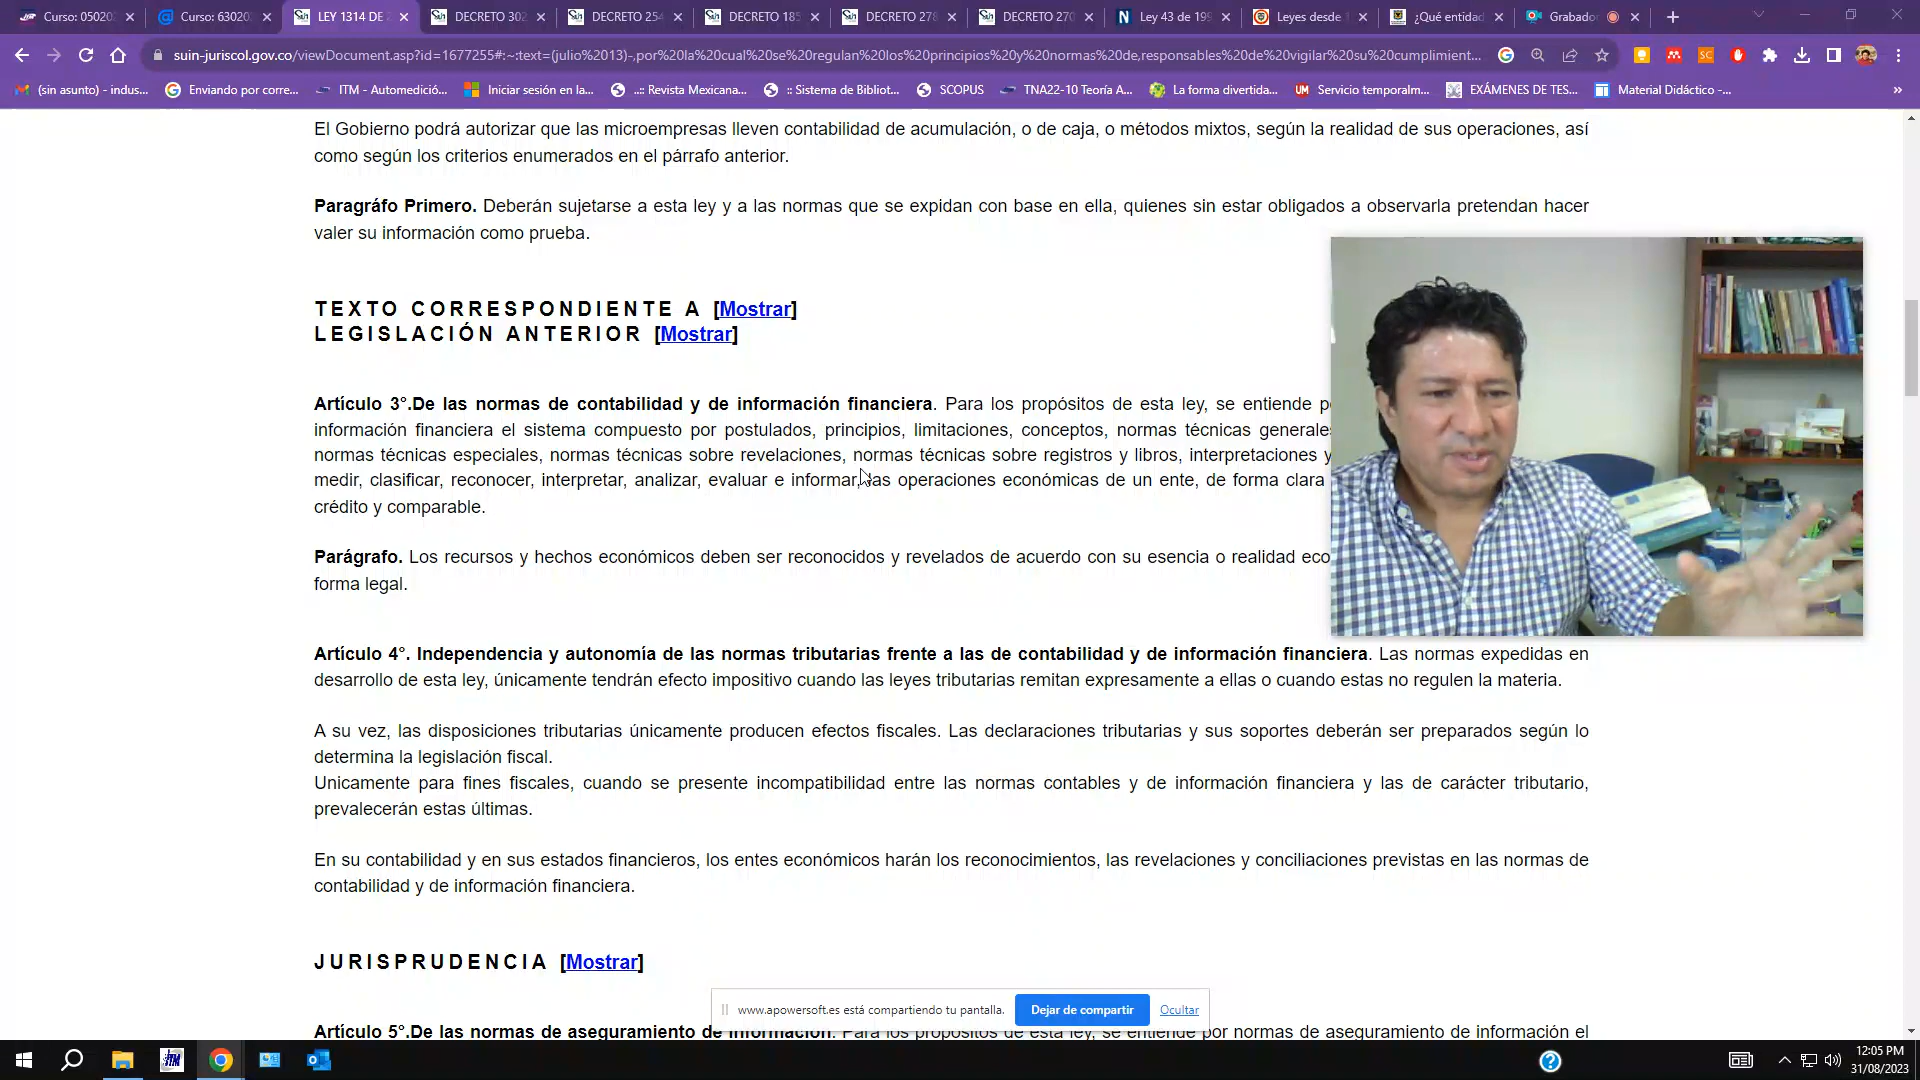 Curso: 05020
Curso: 63020
LEY 1314 DE 2
DECRETO 302
DECRETO 254
DECRETO 185
DECRETO 278
DECRETO 270
Ley 43 de 199
Leyes desde 1
¿Qué entidad
Grabador
suin-juriscol.gov.co/viewDocument.asp?id=1677255#:~:text=(julio%2013)-,por%20la%20cual%20se%20regulan%20los%20principios%20y%20normas%20de,responsables%20de%20vigilar%20su%20cumplimient...
(sin asunto) - indus...
Enviando por corre...
ITM - Automedició...
Iniciar sesión en la...
..:: Revista Mexicana...
:: Sistema de Bibliot...
SCOPUS
TNA22-10 Teoría A...
La forma divertida...
UM Servicio temporalm...
EXÁMENES DE TES...
Material Didáctico -...
»
El Gobierno podrá autorizar que las microempresas lleven contabilidad de acumulación, o de caja, o métodos mixtos, según la realidad de sus operaciones, así
como según los criterios enumerados en el párrafo anterior.
Paragráfo Primero. Deberán sujetarse a esta ley y a las normas que se expidan con base en ella, quienes sin estar obligados a observarla pretendan hacer
valer su información como prueba.
TEXTO CORRESPONDIENTE A [Mostrar]
LEGISLACIÓN ANTERIOR [Mostrar]
Artículo 3°.De las normas de contabilidad y de información financiera. Para los propósitos de esta ley, se entiende p
información financiera el sistema compuesto por postulados, principios, limitaciones, conceptos, normas técnicas generale
normas técnicas especiales, normas técnicas sobre revelaciones, normas técnicas sobre registros y libros, interpretaciones y
medir, clasificar, reconocer, interpretar, analizar, evaluar e informar, las operaciones económicas de un ente, de forma clara
crédito y comparable.
Parágrafo. Los recursos y hechos económicos deben ser reconocidos y revelados de acuerdo con su esencia o realidad eco
forma legal.
Artículo 4°. Independencia y autonomía de las normas tributarias frente a las de contabilidad y de información financiera. Las normas expedidas en
desarrollo de esta ley, únicamente tendrán efecto impositivo cuando las leyes tributarias remitan expresamente a ellas o cuando estas no regulen la materia.
A su vez, las disposiciones tributarias únicamente producen efectos fiscales. Las declaraciones tributarias y sus soportes deberán ser preparados según lo
determina la legislación fiscal.
Unicamente para fines fiscales, cuando se presente incompatibilidad entre las normas contables y de información financiera y las de carácter tributario,
prevalecerán estas últimas.
En su contabilidad y en sus estados financieros, los entes económicos harán los reconocimientos, las revelaciones y conciliaciones previstas en las normas de
contabilidad y de información financiera.
JURISPRUDENCIA [Mostrar]
www.apowersoft.es está compartiendo tu pantalla.
Dejar de compartir
Ocultar
Artículo 5°.De las normas de aseguramiento de información. Para los propósitos de esta ley, se entiende por normas de aseguramiento de información el
12:05 PM
31/08/2023